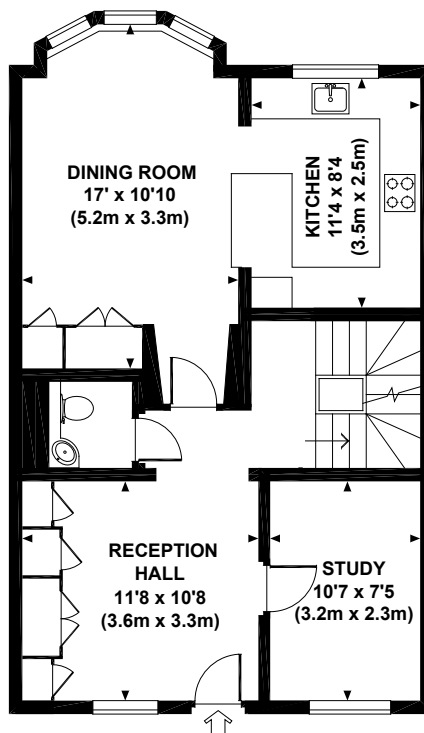 DINING ROOM
17' x 10'10
(5.2m x 3.3m)
KITCHEN
11'4 x 8'4
(3.5m x 2.5m)
RECEPTION
HALL
11'8 x 10'8
(3.6m x 3.3m)
STUDY
10'7 x 7'5
(3.2m x 2.3m)